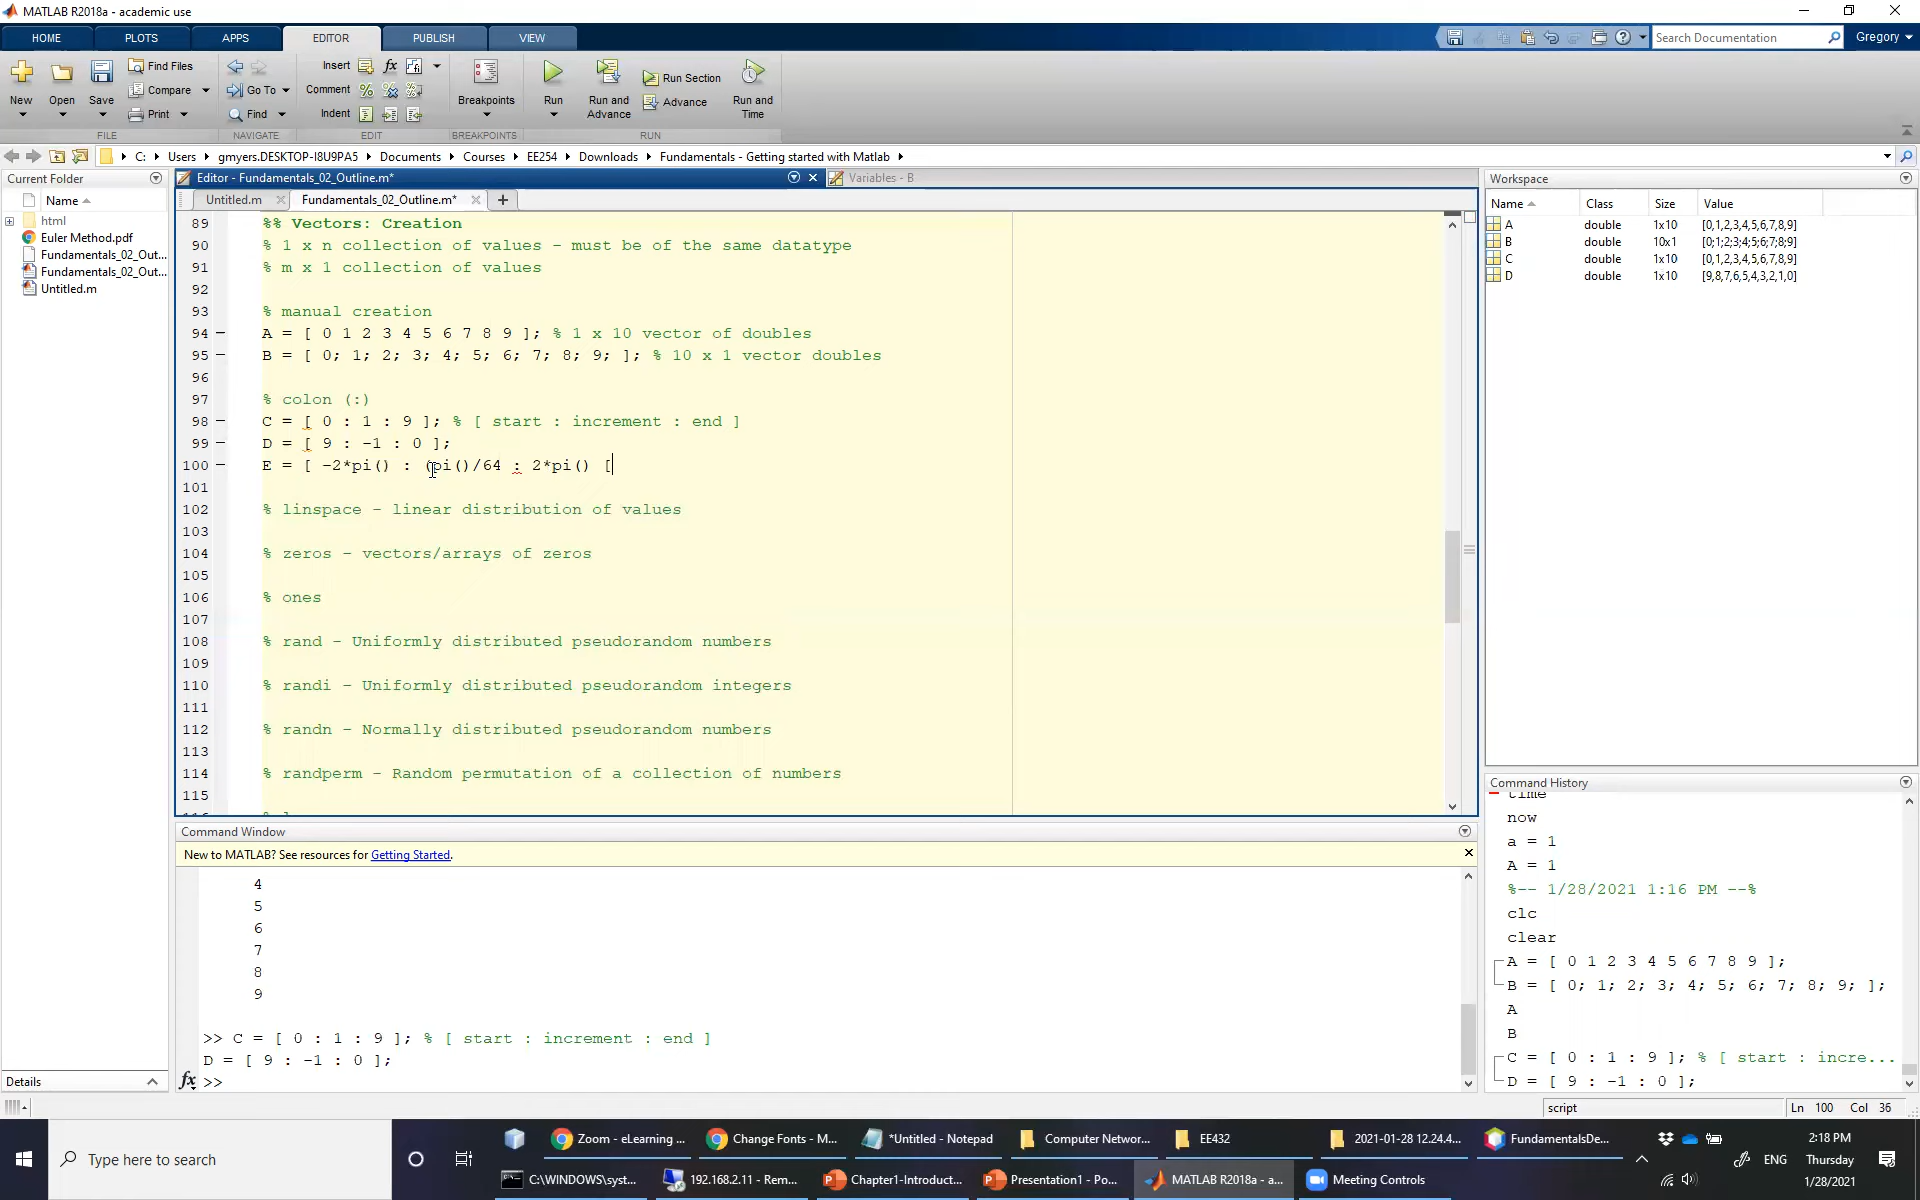 MATLAB R2018a - academic use
HOME PLOTS APPS EDITOR PUBLISH VIEW
Search Documentation Gregory
New Open Save Find Files Compare Print
Go To Find
Insert fx Comment Indent
Breakpoints
Run Run and Advance Run Section Advance Run and Time
FILE NAVIGATE EDIT BREAKPOINTS RUN
C: Users gmyers.DESKTOP-I8U9PA5 Documents Courses EE254 Downloads Fundamentals - Getting started with Matlab
Current Folder
Name
html
Euler Method.pdf
Fundamentals_02_Out...
Fundamentals_02_Out...
Untitled.m
Details
Editor - Fundamentals_02_Outline.m*
Variables - B
Untitled.m Fundamentals_02_Outline.m*
89 %% Vectors: Creation
90 % 1 x n collection of values - must be of the same datatype
91 % m x 1 collection of values
92
93 % manual creation
94 A = [ 0 1 2 3 4 5 6 7 8 9 ]; % 1 x 10 vector of doubles
95 B = [ 0; 1; 2; 3; 4; 5; 6; 7; 8; 9; ]; % 10 x 1 vector doubles
96
97 % colon (:)
98 C = [ 0 : 1 : 9 ]; % [ start : increment : end ]
99 D = [ 9 : -1 : 0 ];
100 E = [ -2*pi() : (pi()/64 : 2*pi() [
101
102 % linspace - linear distribution of values
103
104 % zeros - vectors/arrays of zeros
105
106 % ones
107
108 % rand - Uniformly distributed pseudorandom numbers
109
110 % randi - Uniformly distributed pseudorandom integers
111
112 % randn - Normally distributed pseudorandom numbers
113
114 % randperm - Random permutation of a collection of numbers
115
Command Window
New to MATLAB? See resources for Getting Started.
4
5
6
7
8
9
>> C = [ 0 : 1 : 9 ]; % [ start : increment : end ]
D = [ 9 : -1 : 0 ];
fx >>
Workspace
Name Class Size Value
A double 1x10 [0,1,2,3,4,5,6,7,8,9]
B double 10x1 [0;1;2;3;4;5;6;7;8;9]
C double 1x10 [0,1,2,3,4,5,6,7,8,9]
D double 1x10 [9,8,7,6,5,4,3,2,1,0]
Command History
time
now
a = 1
A = 1
%-- 1/28/2021 1:16 PM --%
clc
clear
A = [ 0 1 2 3 4 5 6 7 8 9 ];
B = [ 0; 1; 2; 3; 4; 5; 6; 7; 8; 9; ];
A
B
C = [ 0 : 1 : 9 ]; % [ start : incre...
D = [ 9 : -1 : 0 ];
script Ln 100 Col 36
Type here to search
Zoom - eLearning ... Change Fonts - M... *Untitled - Notepad Computer Networ... EE432 2021-01-28 12.24.4... FundamentalsDe...
C:\WINDOWS\syst... 192.168.2.11 - Rem... Chapter1-Introduct... Presentation1 - Po... MATLAB R2018a - a... Meeting Controls
ENG
2:18 PM
Thursday
1/28/2021